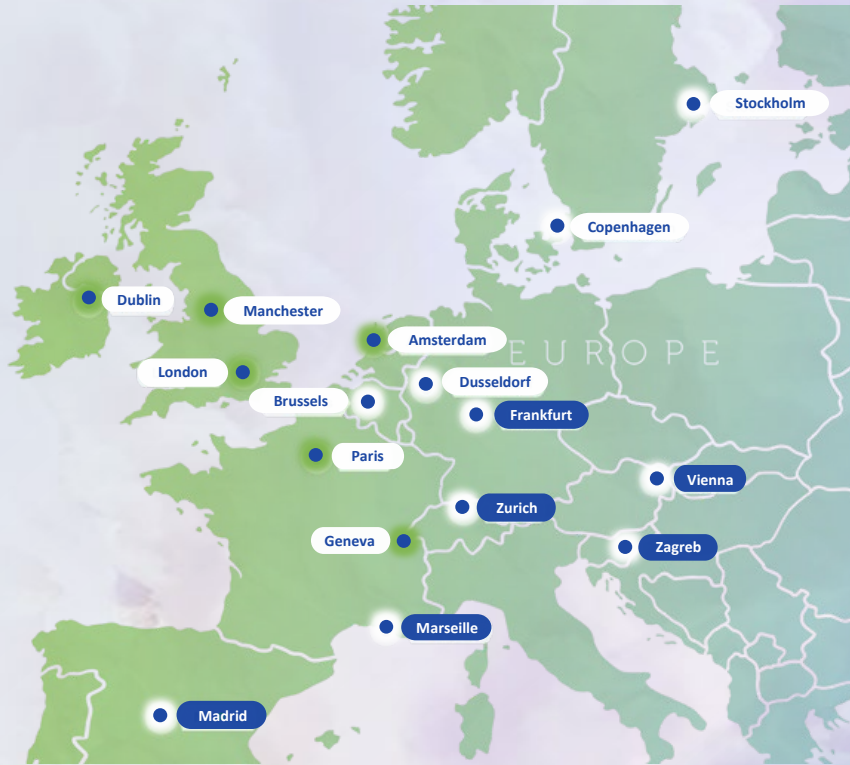 Stockholm
Copenhagen
Dublin
Manchester
Amsterdam
EUROPE
London
Dusseldorf
Brussels
Frankfurt
Paris
Vienna
Zurich
Geneva
Zagreb
Marseille
Madrid